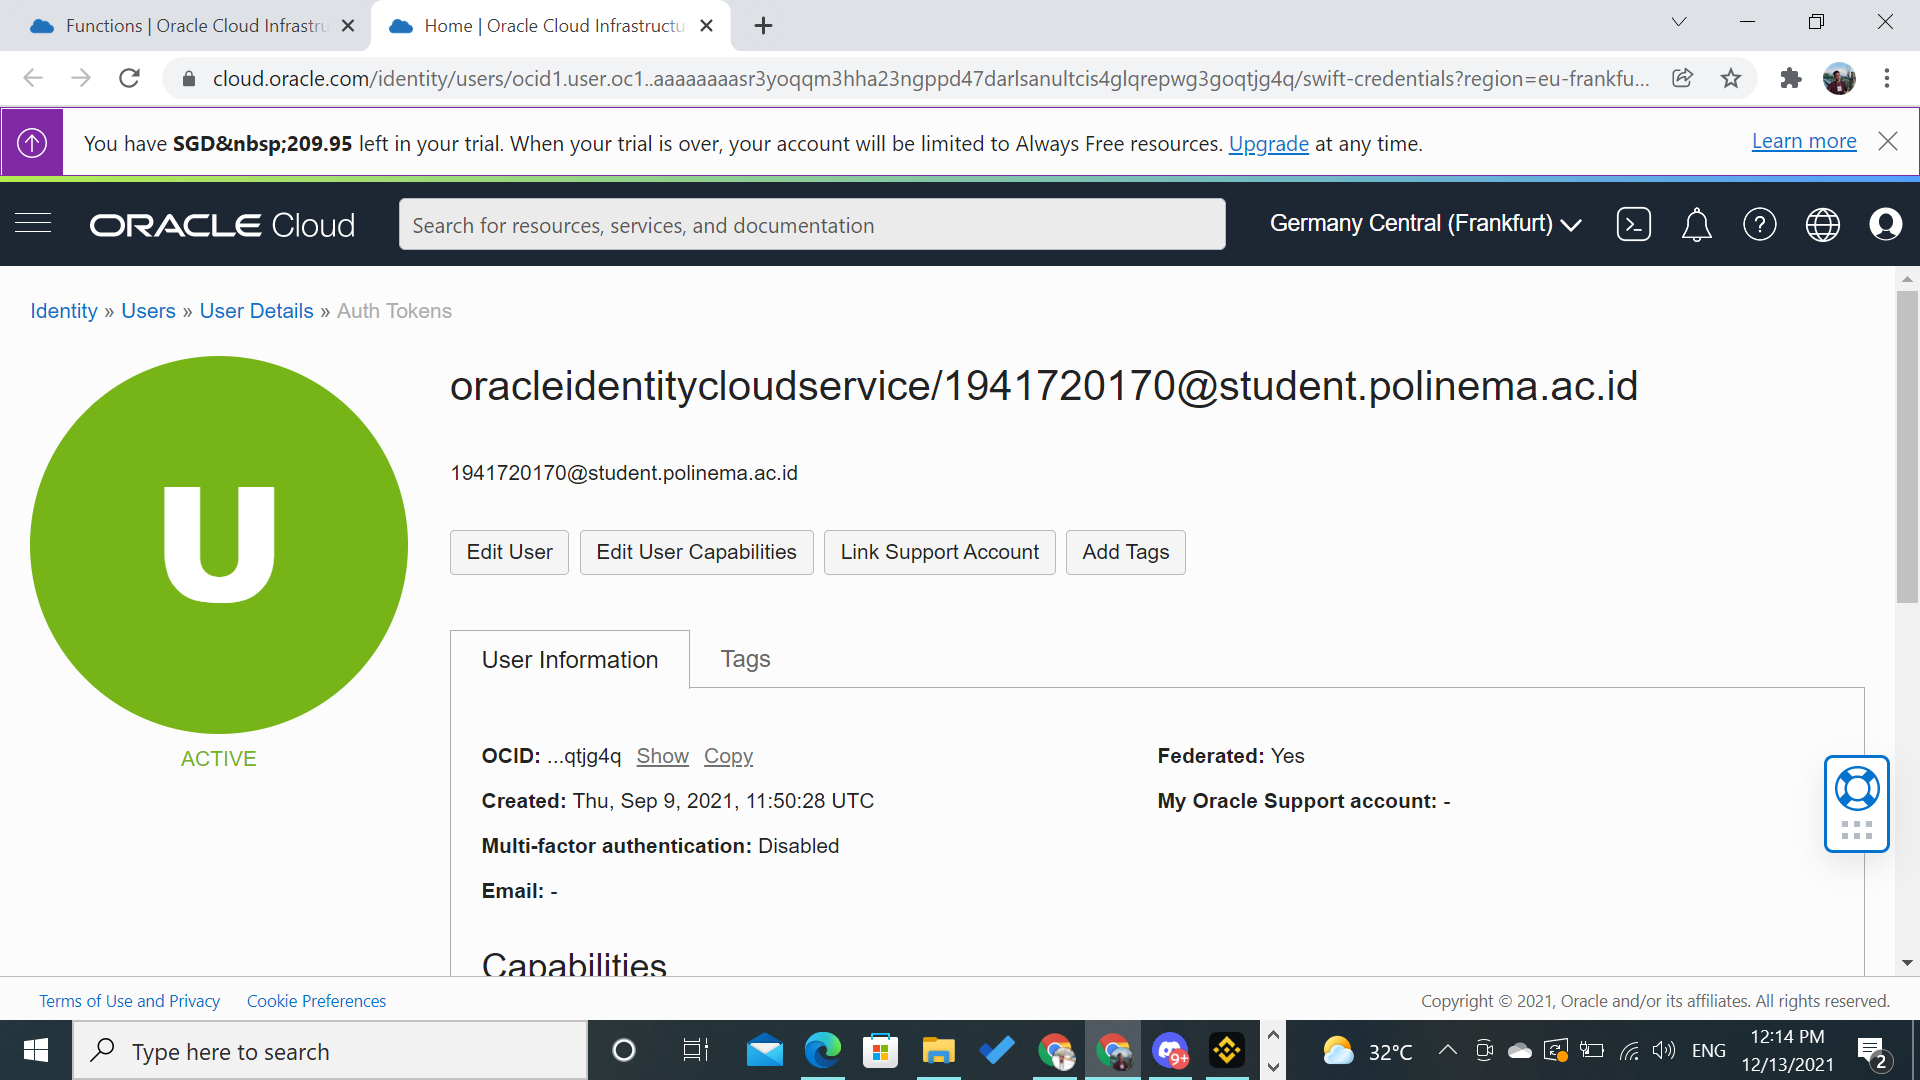 Functions | Oracle Cloud Infrastru
Home | Oracle Cloud Infrastructu
cloud.oracle.com/identity/users/ocid1.user.oc1..aaaaaaaasr3yoqqm3hha23ngppd47darlsanultcis4glqrepwg3goqtjg4q/swift-credentials?region=eu-frankfu...
You have SGD&nbsp;209.95 left in your trial. When your trial is over, your account will be limited to Always Free resources. Upgrade at any time.
Learn more
ORACLE Cloud
Search for resources, services, and documentation
Germany Central (Frankfurt)
Identity » Users » User Details » Auth Tokens
U
ACTIVE
oracleidentitycloudservice/1941720170@student.polinema.ac.id
1941720170@student.polinema.ac.id
Edit User
Edit User Capabilities
Link Support Account
Add Tags
User Information
Tags
OCID: ...qtjg4q Show Copy
Federated: Yes
Created: Thu, Sep 9, 2021, 11:50:28 UTC
My Oracle Support account: -
Multi-factor authentication: Disabled
Email: -
Capabilities
Terms of Use and Privacy
Cookie Preferences
Copyright © 2021, Oracle and/or its affiliates. All rights reserved.
Type here to search
9+
32°C
ENG
12:14 PM
12/13/2021
2